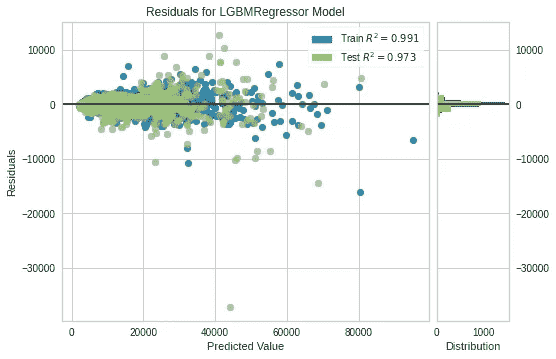 Residuals for LGBMRegressor Model
Train R² = 0.991
Test R² = 0.973
Residuals
10000
0
−10000
−20000
−30000
0
20000
40000
60000
80000
Predicted Value
10000
0
−10000
−20000
−30000
0
1000
Distribution